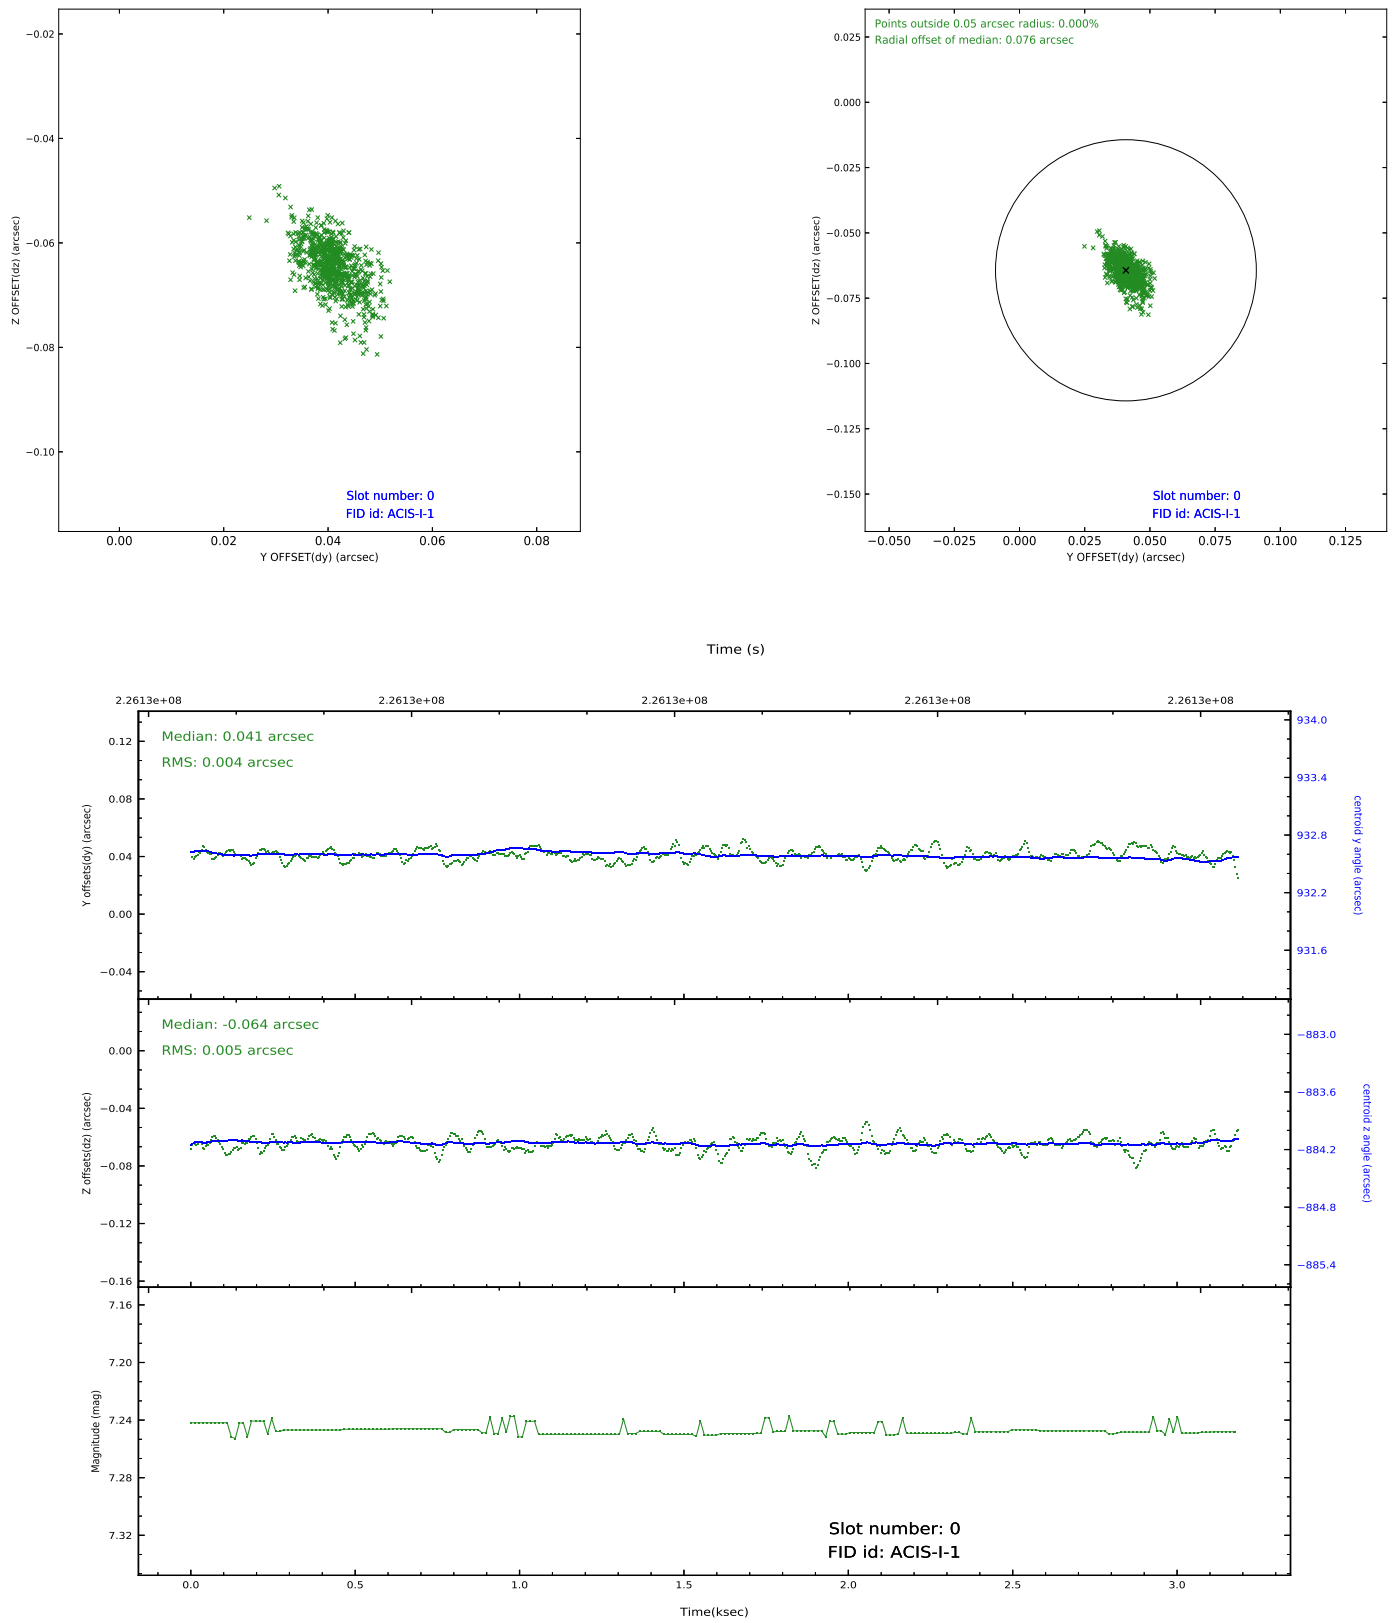 −0.02
−0.04
−0.06
−0.08
−0.10
Z OFFSET(dz) (arcsec)
Slot number: 0
FID id: ACIS-I-1
0.00 0.02 0.04 0.06 0.08
Y OFFSET(dy) (arcsec)
Points outside 0.05 arcsec radius: 0.000%
Radial offset of median: 0.076 arcsec
0.025
0.000
−0.025
−0.050
−0.075
−0.100
−0.125
−0.150
Z OFFSET(dz) (arcsec)
Slot number: 0
FID id: ACIS-I-1
−0.050 −0.025 0.000 0.025 0.050 0.075 0.100 0.125
Y OFFSET(dy) (arcsec)
Time (s)
2.2613e+08 2.2613e+08 2.2613e+08 2.2613e+08 2.2613e+08
Median: 0.041 arcsec
RMS: 0.004 arcsec
0.12
0.08
0.04
0.00
−0.04
Y offsets(dy) (arcsec)
934.0
933.4
932.8
932.2
931.6
centroid y angle (arcsec)
Median: -0.064 arcsec
RMS: 0.005 arcsec
0.00
−0.04
−0.08
−0.12
−0.16
Z offsets(dz) (arcsec)
−883.0
−883.6
−884.2
−884.8
−885.4
centroid z angle (arcsec)
7.16
7.20
7.24
7.28
7.32
Magnitude (mag)
Slot number: 0
FID id: ACIS-I-1
0.0 0.5 1.0 1.5 2.0 2.5 3.0
Time(ksec)